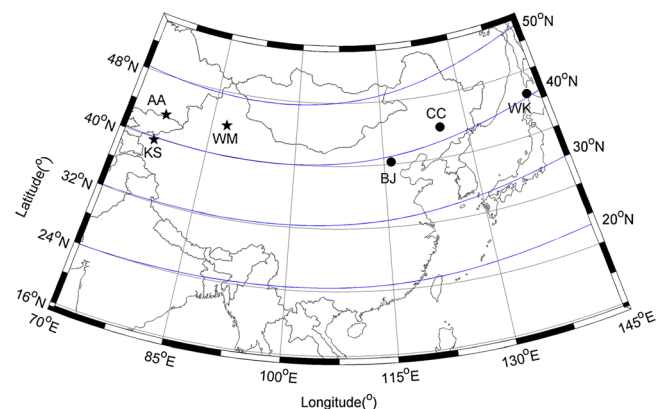 50°N
48°N
40°N
AA
CC
WK
40°N
WM
KS
BJ
30°N
32°N
Latitude(°)
20°N
24°N
16°N
70°E
145°E
85°E
130°E
100°E
115°E
Longitude(°)